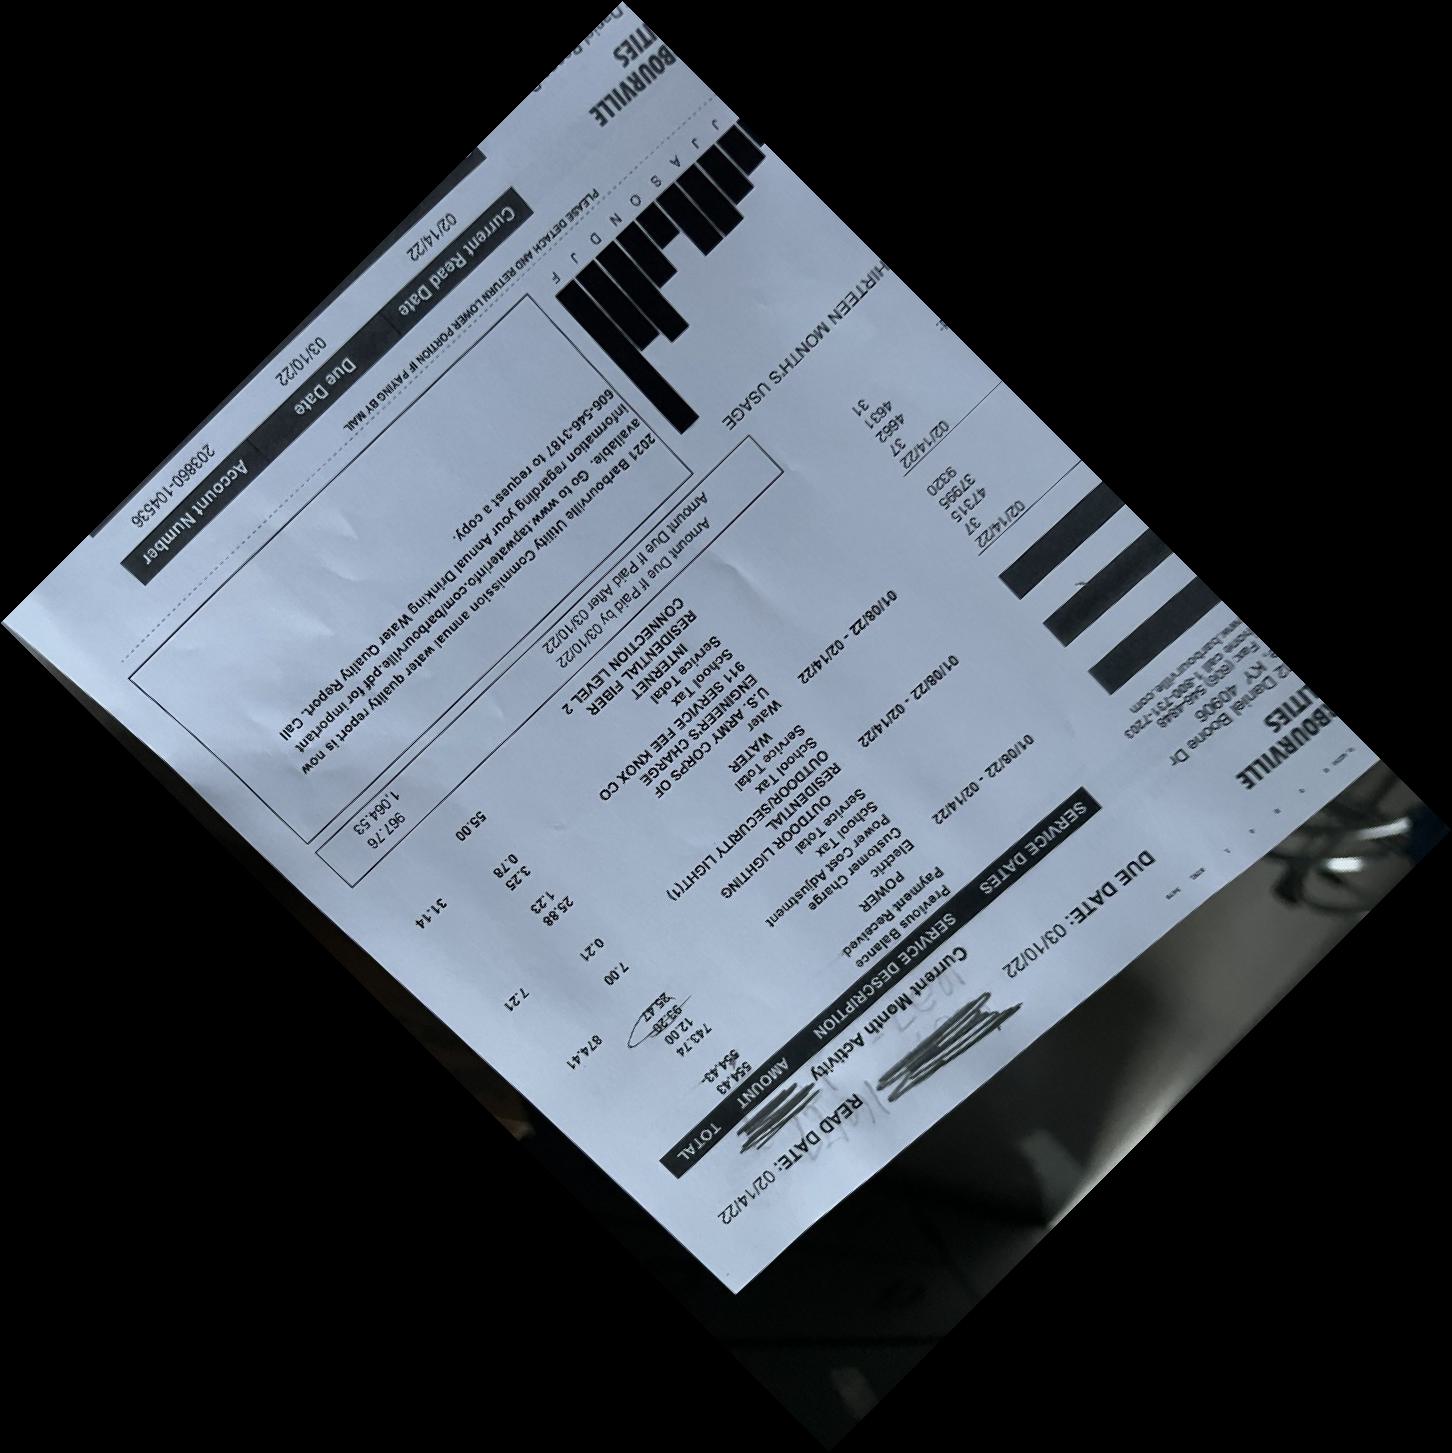 BOURVILLE
LITIES
2 Daniel Boone Dr
KY 40906
Fax (606)
1-800-731-7203
www.barbourville.com
DUE DATE: 03/10/22
READ DATE: 02/14/22
Current Month Activity
SERVICE DATES SERVICE DESCRIPTION AMOUNT TOTAL
Previous Balance 554.43
Payment Received 554.43-
POWER
01/08/22 - 02/14/22 Electric 743.74
Customer Charge 12.00
Power Cost Adjustment 93.20
School Tax 25.47
Service Total 874.41
OUTDOOR LIGHTING
RESIDENTIAL
OUTDOOR/SECURITY LIGHT(1) 7.00
School Tax 0.21
Service Total 7.21
WATER
01/08/22 - 02/14/22 Water 25.88
U.S. ARMY CORPS OF
ENGINEER'S CHARGE 1.23
911 SERVICE FEE KNOX CO 3.25
School Tax 0.78
Service Total 31.14
INTERNET
01/08/22 - 02/14/22 RESIDENTIAL FIBER
CONNECTION LEVEL 2 55.00
02/14/22
37
47315
37995
9320
02/14/22
37
4662
4631
31
Amount Due If Paid by 03/10/22 967.76
Amount Due If Paid After 03/10/22 1,064.53
HIRTEEN MONTH'S USAGE
F J D N O S A J J
2021 Barbourville Utility Commission annual water quality report is now
available. Go to www.tapwaterinfo.com/barbourville.pdf for important
information regarding your Annual Drinking Water Quality Report. Call
606-546-3187 to request a copy.
PLEASE DETACH AND RETURN LOWER PORTION IF PAYING BY MAIL
BOURVILLE
ITIES
Current Read Date Due Date Account Number
02/14/22 03/10/22 203860-104536